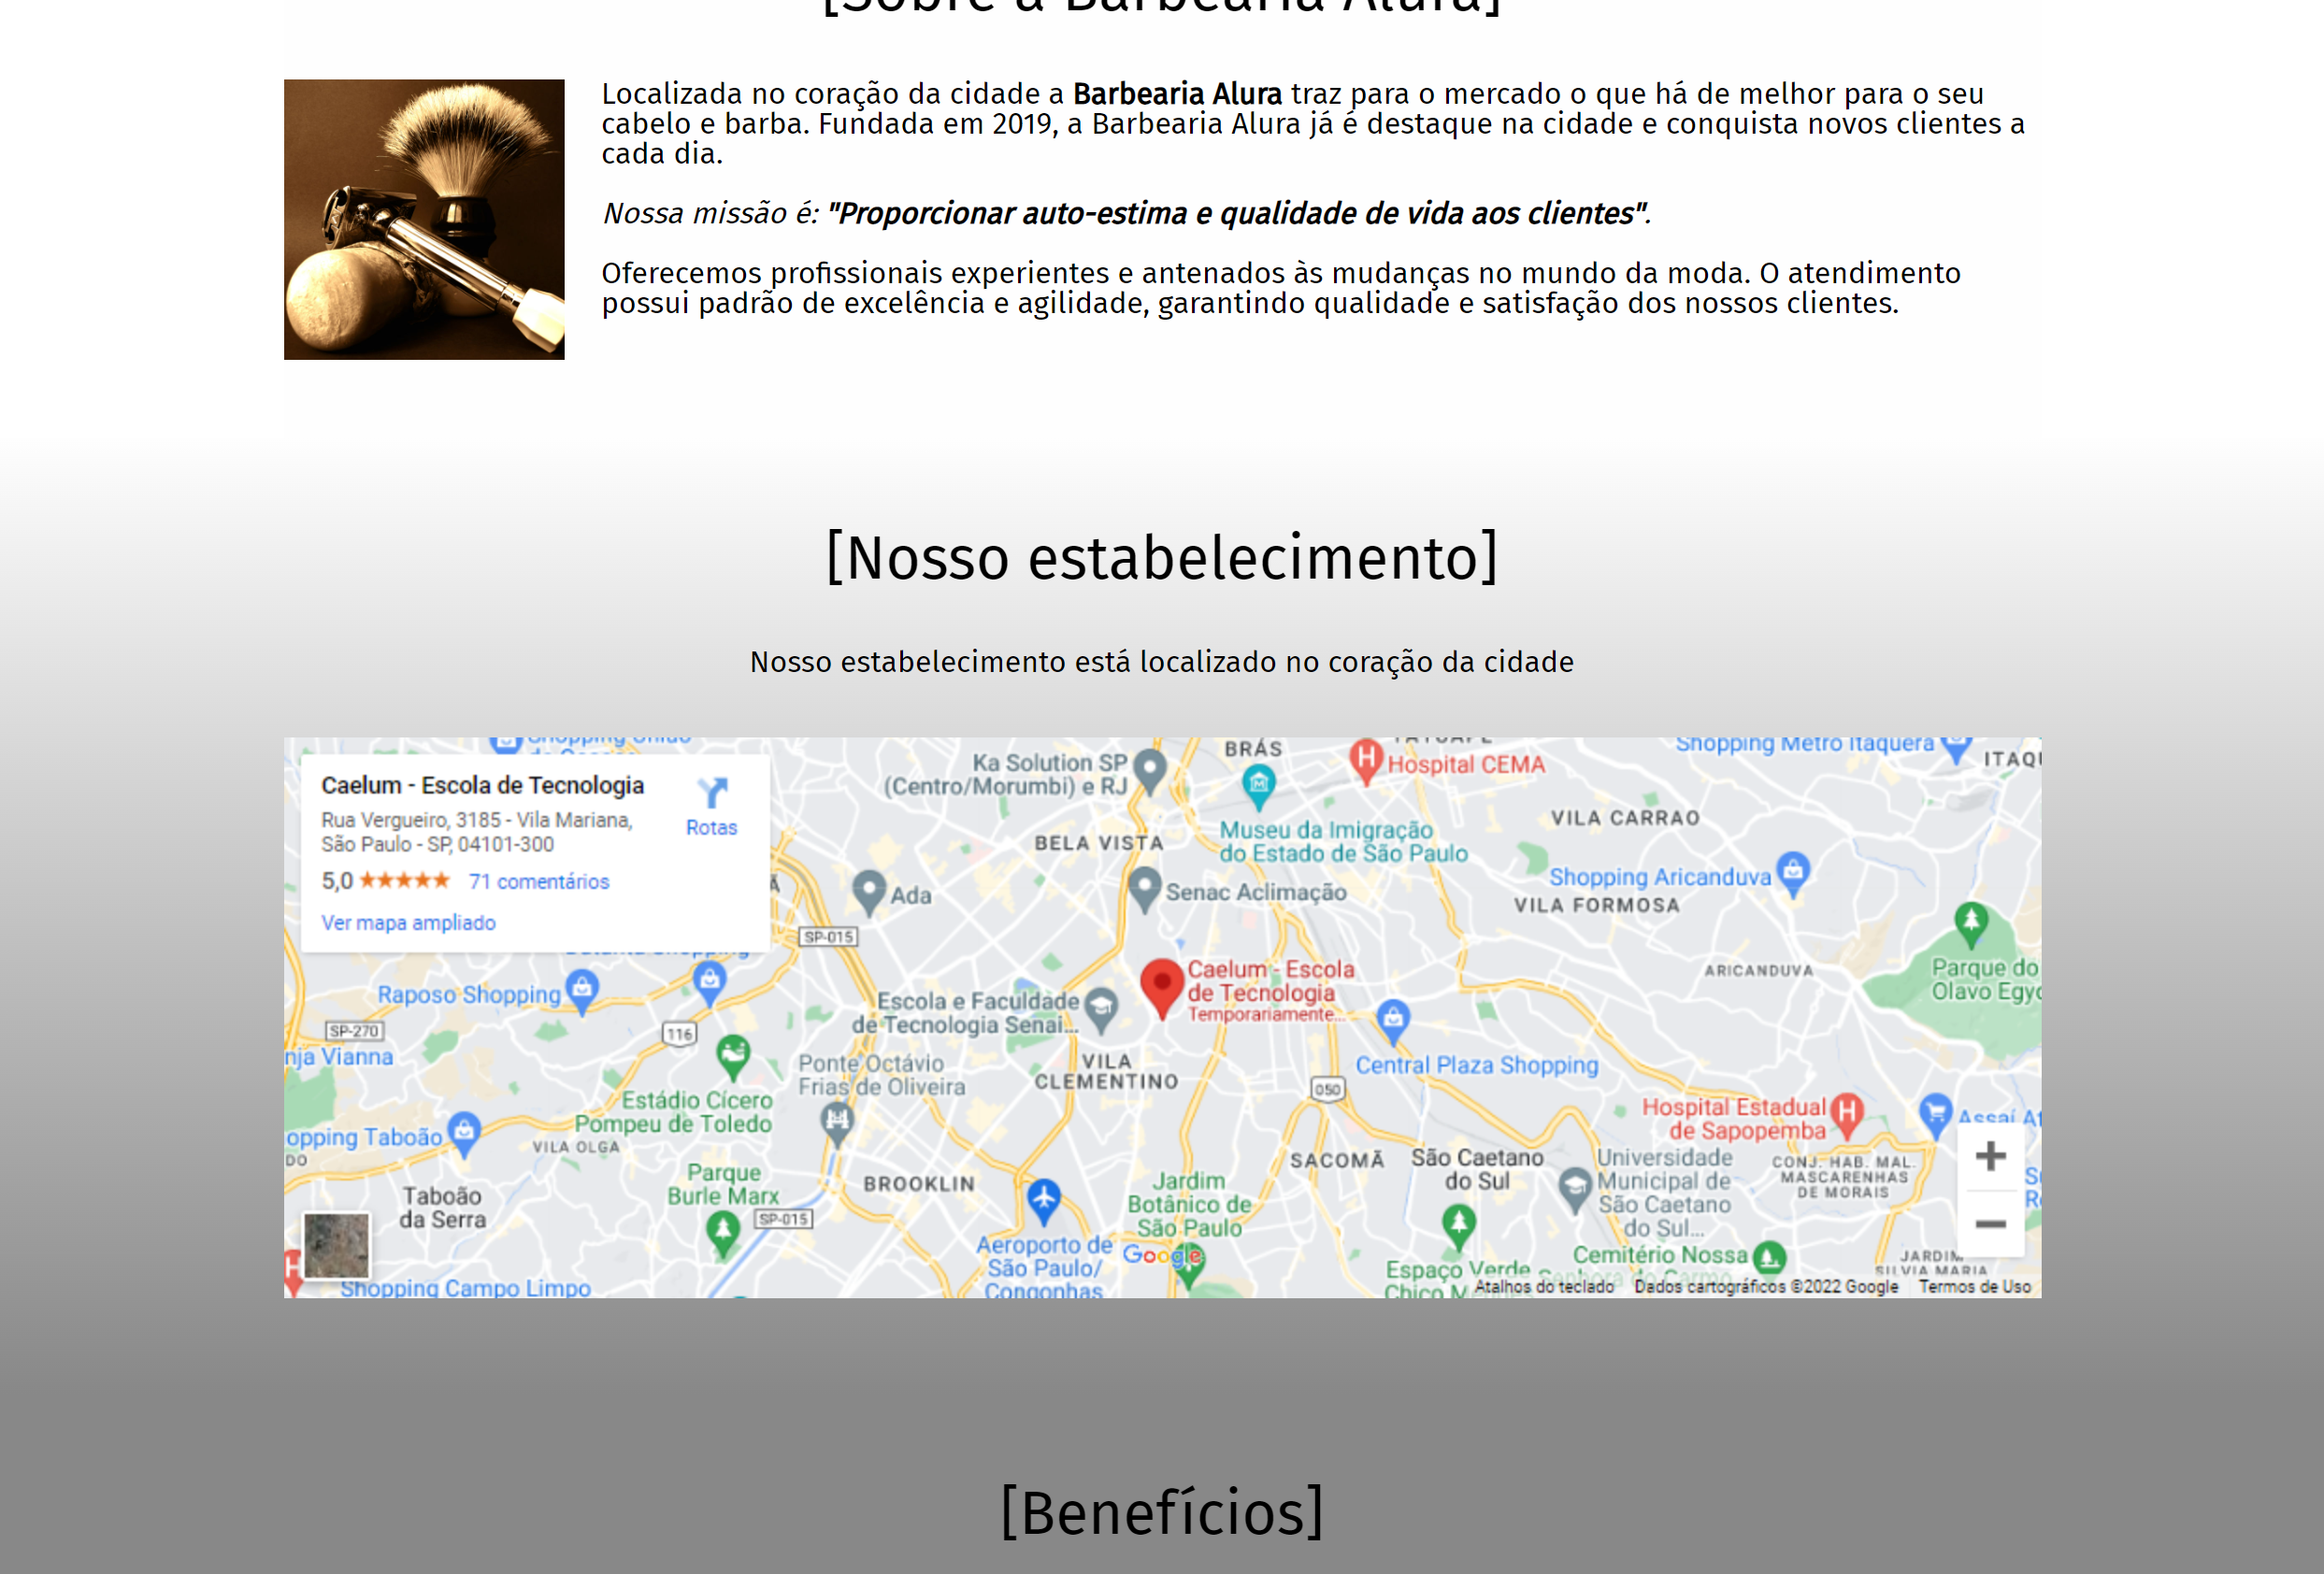 [Sobre a Barbearia Alura]
Localizada no coração da cidade a Barbearia Alura traz para o mercado o que há de melhor para o seu
cabelo e barba. Fundada em 2019, a Barbearia Alura já é destaque na cidade e conquista novos clientes a
cada dia.
Nossa missão é: "Proporcionar auto-estima e qualidade de vida aos clientes".
Oferecemos profissionais experientes e antenados às mudanças no mundo da moda. O atendimento
possui padrão de excelência e agilidade, garantindo qualidade e satisfação dos nossos clientes.
[Nosso estabelecimento]
Nosso estabelecimento está localizado no coração da cidade
Caelum - Escola de Tecnologia
Rua Vergueiro, 3185 - Vila Mariana,
São Paulo - SP, 04101-300
5,0 ★★★★★ 71 comentários
Ver mapa ampliado
Rotas
Ka Solution SP
(Centro/Morumbi) e RJ
BRÁS
Hospital CEMA
Shopping Metro Itaquera
ITAQU
Museu da Imigração
do Estado de São Paulo
VILA CARRAO
BELA VISTA
Shopping Aricanduva
Ada
Senac Aclimação
VILA FORMOSA
SP-015
Caelum - Escola
de Tecnologia
Temporariamente...
ARICANDUVA
Parque do
Olavo Egyd
Raposo Shopping
Escola e Faculdade
de Tecnologia Senai...
SP-270
116
nja Vianna
Ponte Octávio
Frias de Oliveira
VILA
CLEMENTINO
Central Plaza Shopping
050
Estádio Cícero
Pompeu de Toledo
Hospital Estadual
de Sapopemba
Assaí At
opping Taboão
VILA OLGA
DO
SACOMÃ
São Caetano
do Sul
Universidade
Municipal de
São Caetano
do Sul...
CONJ. HAB. MAL.
MASCARENHAS
DE MORAIS
Parque
Burle Marx
BROOKLIN
Jardim
Botânico de
São Paulo
Taboão
da Serra
SP-015
Aeroporto de
São Paulo/
Congonhas
Google
Espaço Verde
Chico
Cemitério Nossa
Senhora do Carmo
JARDIM
SILVIA MARIA
Shopping Campo Limpo
Atalhos do teclado Dados cartográficos ©2022 Google Termos de Uso
[Benefícios]